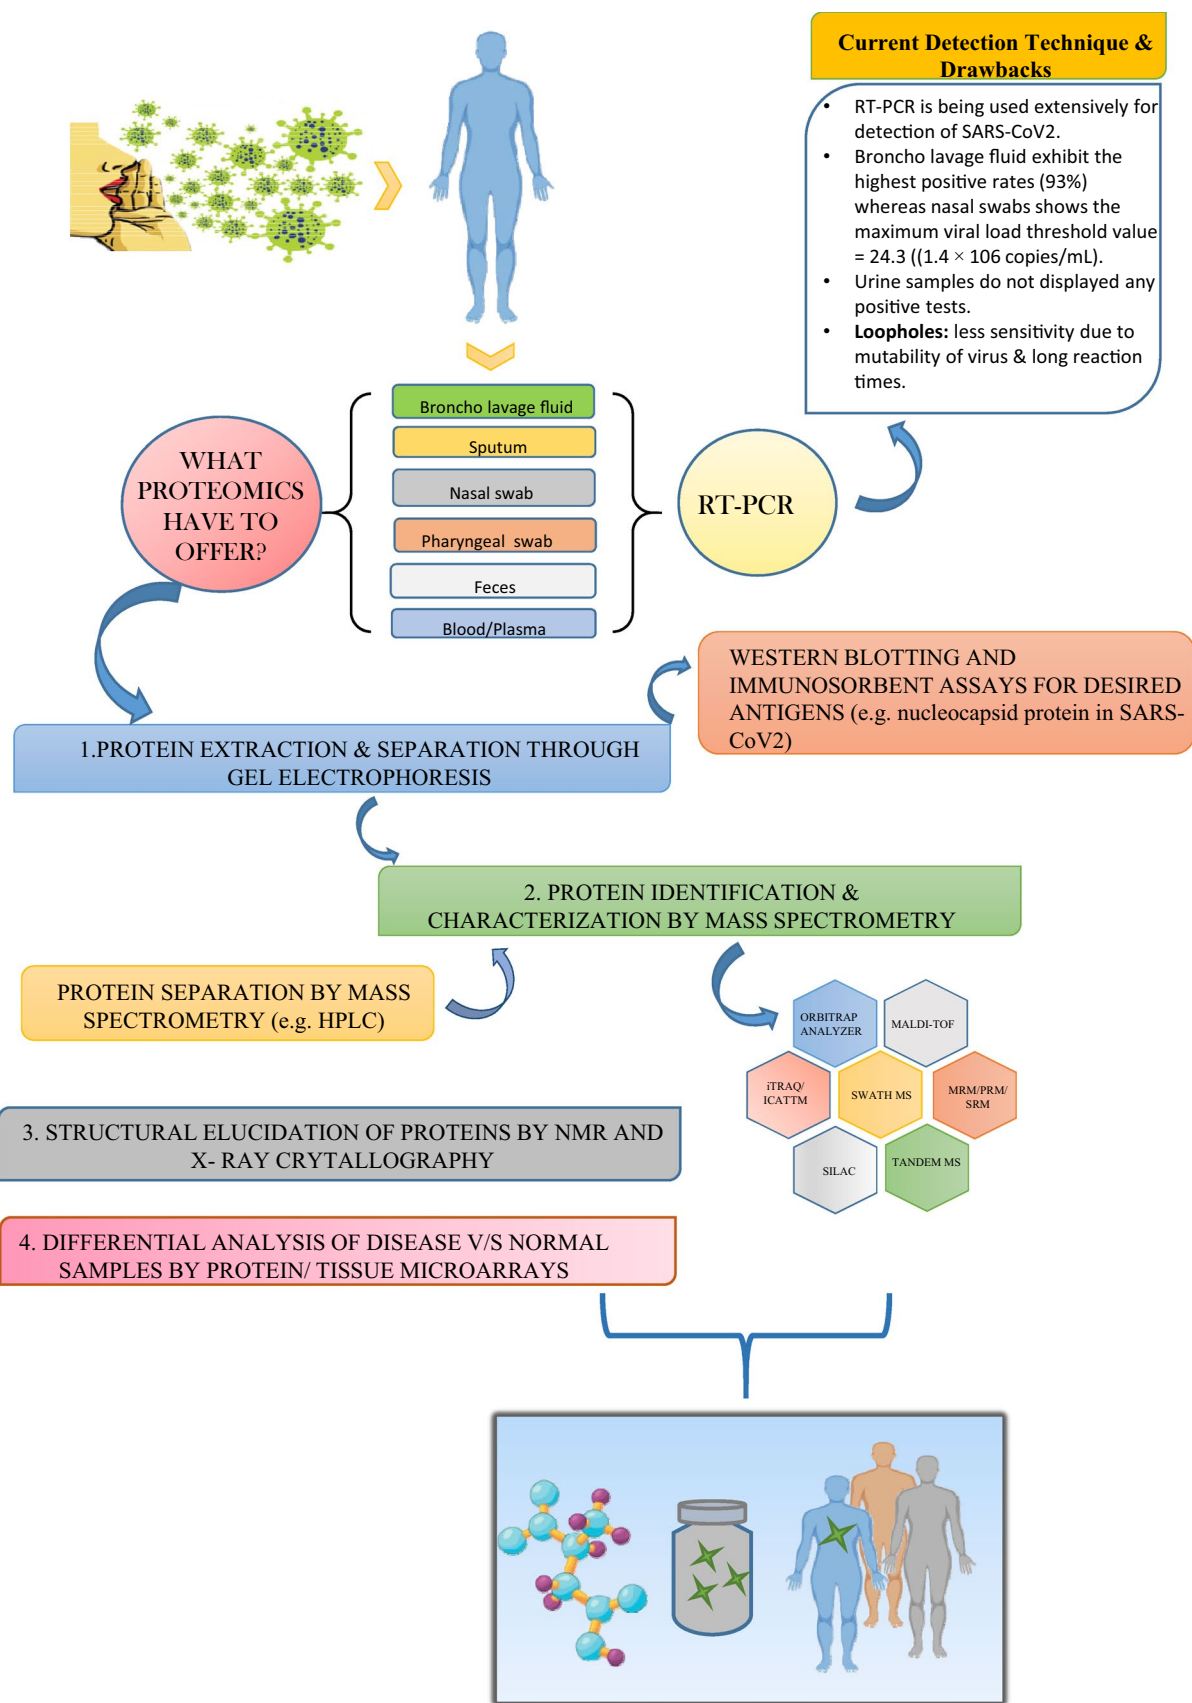 Current Detection Technique &
Drawbacks
• RT-PCR is being used extensively for
detection of SARS-CoV2.
• Broncho lavage fluid exhibit the
highest positive rates (93%)
whereas nasal swabs shows the
maximum viral load threshold value
= 24.3 ((1.4 × 106 copies/mL).
• Urine samples do not displayed any
positive tests.
• Loopholes: less sensitivity due to
mutability of virus & long reaction
times.
WHAT
PROTEOMICS
HAVE TO
OFFER?
Broncho lavage fluid
Sputum
Nasal swab
Pharyngeal swab
Feces
Blood/Plasma
RT-PCR
WESTERN BLOTTING AND
IMMUNOSORBENT ASSAYS FOR DESIRED
ANTIGENS (e.g. nucleocapsid protein in SARS-
CoV2)
1.PROTEIN EXTRACTION & SEPARATION THROUGH
GEL ELECTROPHORESIS
2. PROTEIN IDENTIFICATION &
CHARACTERIZATION BY MASS SPECTROMETRY
PROTEIN SEPARATION BY MASS
SPECTROMETRY (e.g. HPLC)
ORBITRAP
ANALYZER
MALDI-TOF
iTRAQ/
ICATTM
SWATH MS
MRM/PRM/
SRM
SILAC
TANDEM MS
3. STRUCTURAL ELUCIDATION OF PROTEINS BY NMR AND
X- RAY CRYTALLOGRAPHY
4. DIFFERENTIAL ANALYSIS OF DISEASE V/S NORMAL
SAMPLES BY PROTEIN/ TISSUE MICROARRAYS